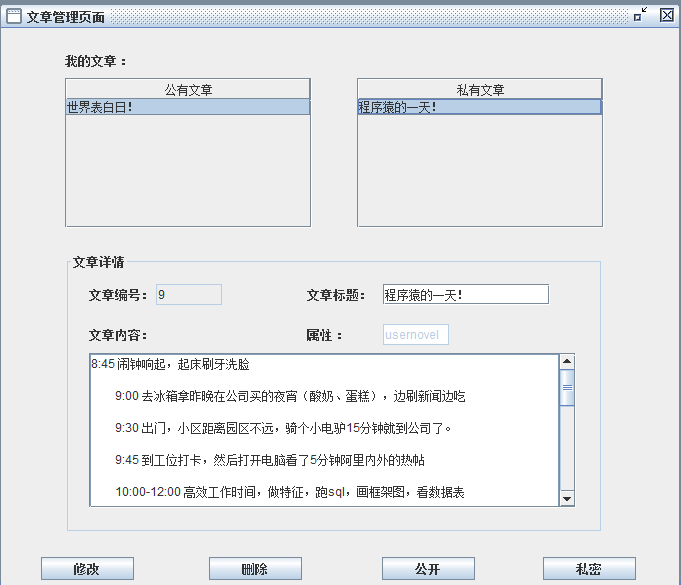 文章管理页面
我的文章：
公有文章
世界表白日!
私有文章
程序猿的一天!
文章详情
文章编号： 9
文章标题： 程序猿的一天!
文章内容：
属性： usernovel
8:45 闹钟响起，起床刷牙洗脸
9:00 去冰箱拿昨晚在公司买的夜宵（酸奶、蛋糕），边刷新闻边吃
9:30 出门，小区距离园区不远，骑个小电驴15分钟就到公司了。
9:45 到工位打卡，然后打开电脑看了5分钟阿里内外的热帖
10:00-12:00 高效工作时间，做特征，跑sql，画框架图，看数据表
修改
删除
公开
私密